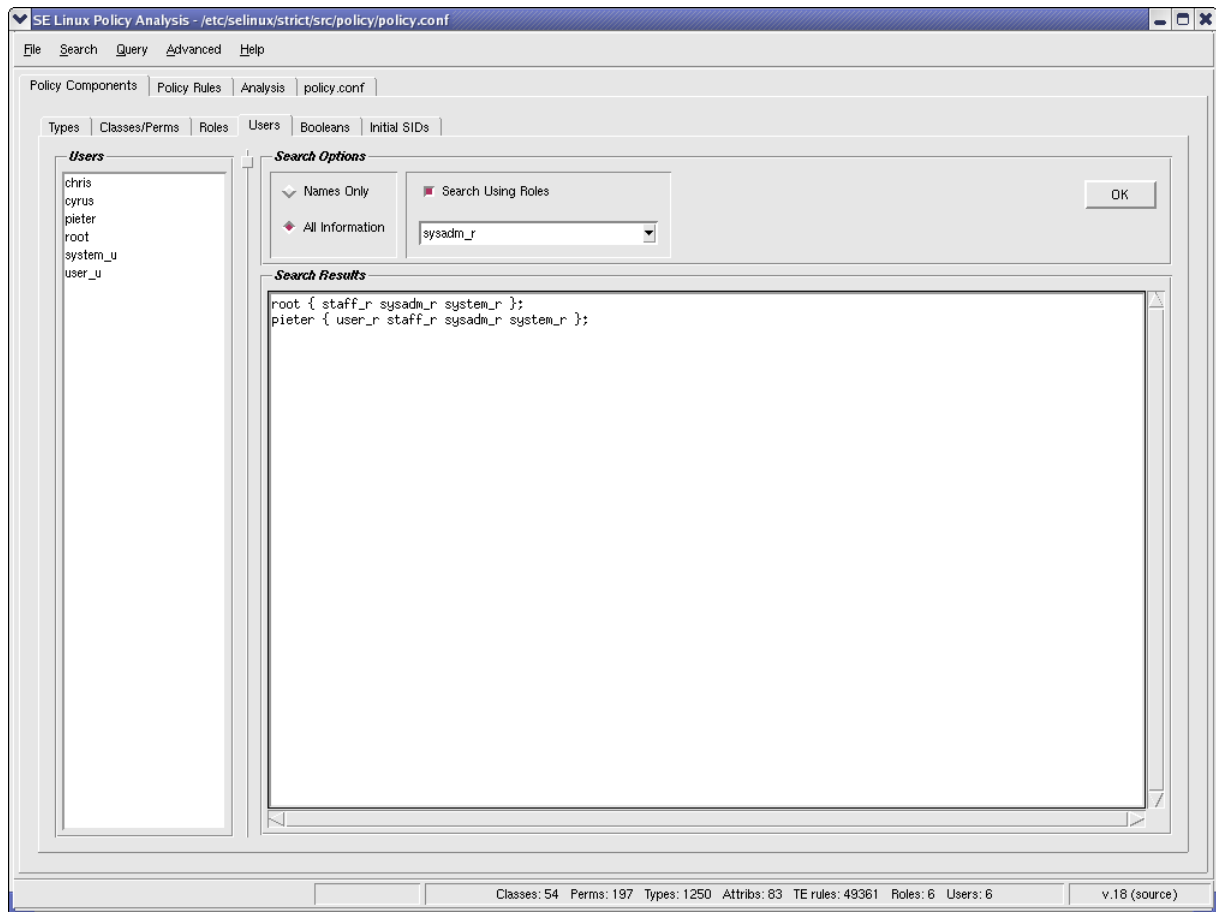 SE Linux Policy Analysis - /etc/selinux/strict/src/policy/policy.conf
File Search Query Advanced Help
Policy Components Policy Rules Analysis policy.conf
Types Classes/Perms Roles Users Booleans Initial SIDs
Users
chris
cyrus
pieter
root
system_u
user_u
Search Options
Names Only
All Information
Search Using Roles
sysadm_r
OK
Search Results
root { staff_r sysadm_r system_r };
pieter { user_r staff_r sysadm_r system_r };
Classes: 54 Perms: 197 Types: 1250 Attribs: 83 TE rules: 49361 Roles: 6 Users: 6
v.18 (source)